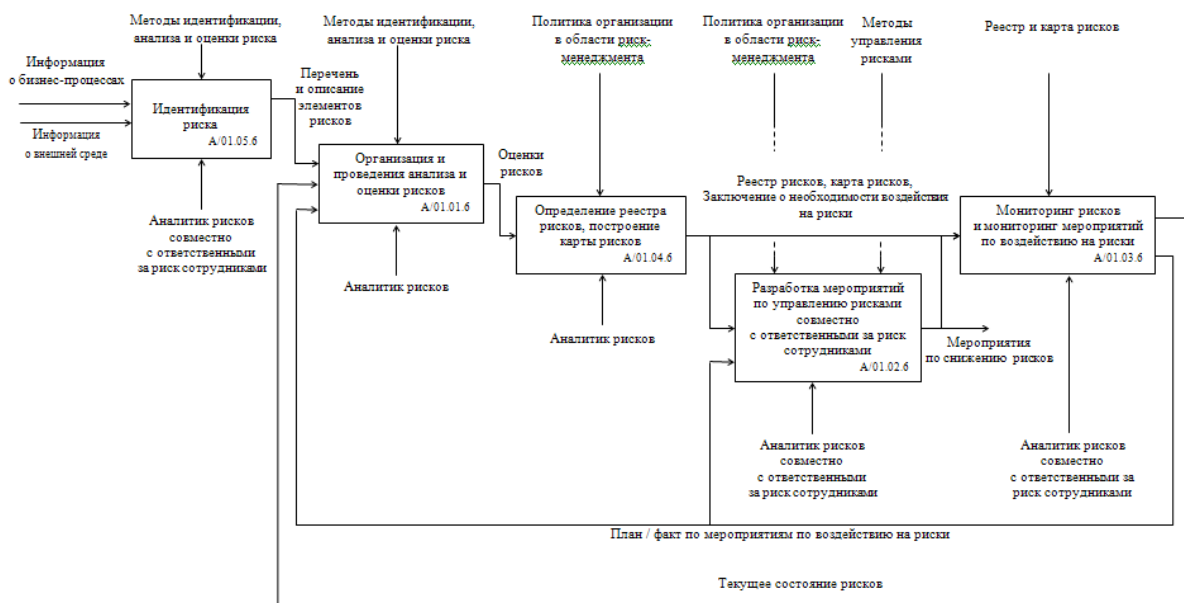 Методы идентификации,
анализа и оценки риска
Методы идентификации,
анализа и оценки риска
Политика организации
в области риск-
менеджмента
Политика организации
в области риск-
менеджмента
Методы
управления
рисками
Реестр и карта рисков
Информация
о бизнес-процессах
Информация
о внешней среде
Идентификация
риска
А/01.05.6
Перечень
и описание
элементов
рисков
Аналитик рисков
совместно
с ответственными
за риск сотрудниками
Организация и
проведения анализа и
оценки рисков
А/01.01.6
Аналитик рисков
Оценки
рисков
Определение реестра
рисков, построение
карты рисков
А/01.04.6
Аналитик рисков
Реестр рисков, карта рисков,
Заключение о необходимости воздействия
на риски
Разработка мероприятий
по управлению рисками
совместно
с ответственными за риск
сотрудниками
А/01.02.6
Мероприятия
по снижению рисков
Аналитик рисков
совместно
с ответственными
за риск сотрудниками
Мониторинг рисков
и мониторинг мероприятий
по воздействию на риски
А/01.03.6
Аналитик рисков
совместно
с ответственными за
риск сотрудниками
План / факт по мероприятиям по воздействию на риски
Текущее состояние рисков